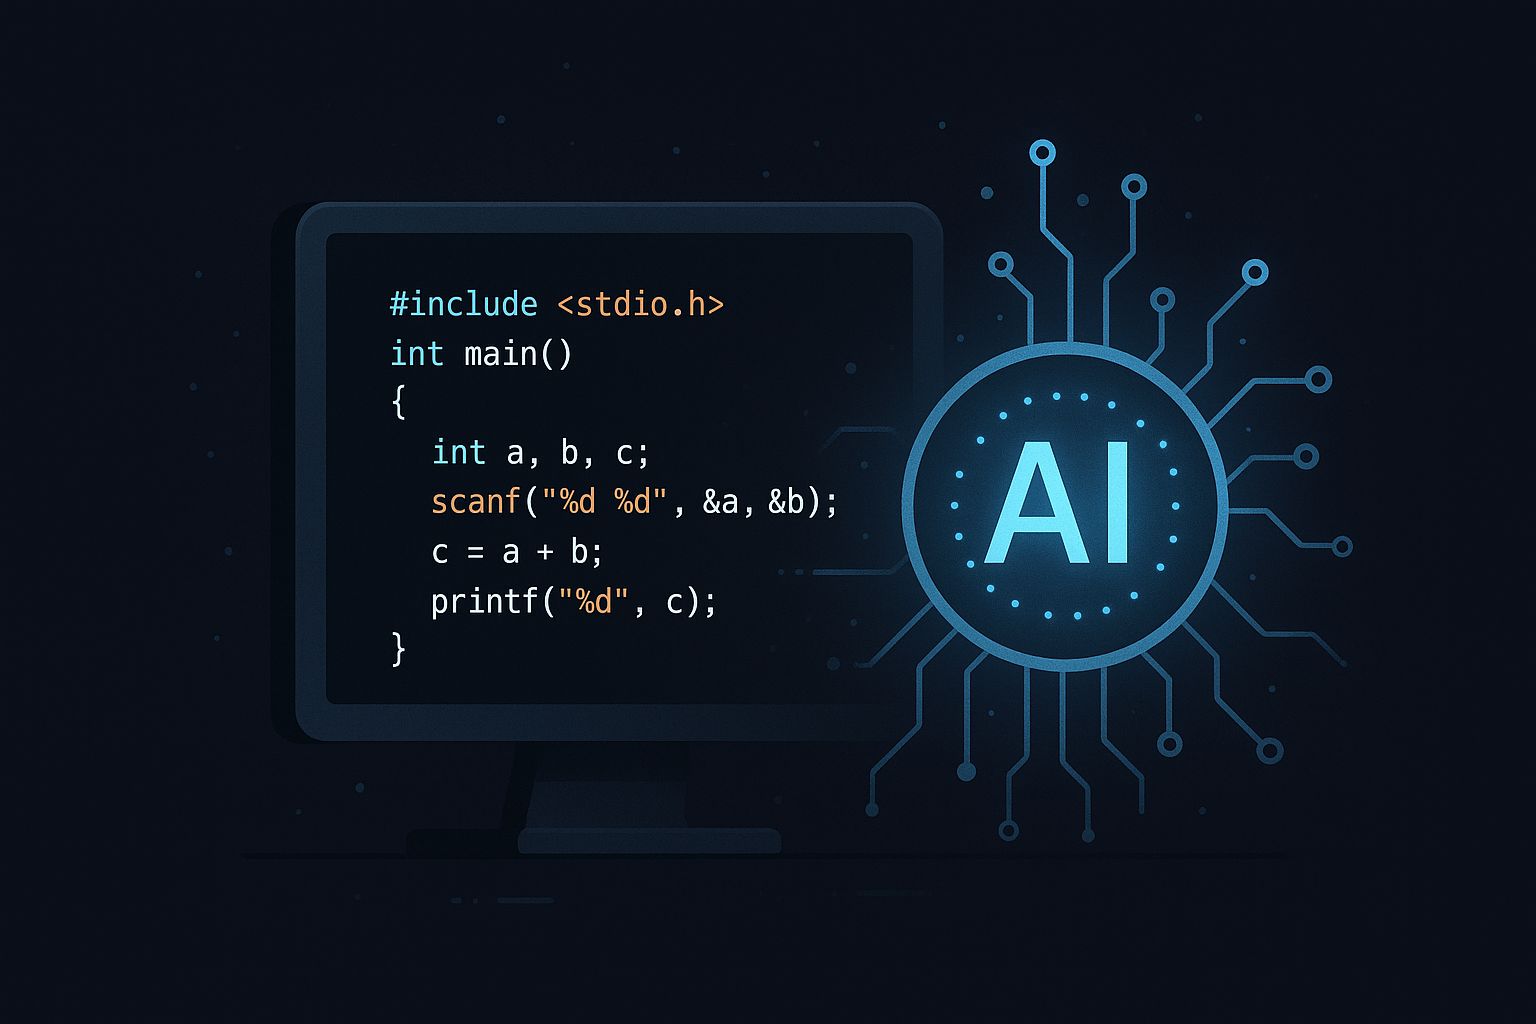 #include <stdio.h>
int main()
{
int a, b, c;
scanf("%d %d", &a, &b);
c = a + b;
printf("%d", c);
}
AI